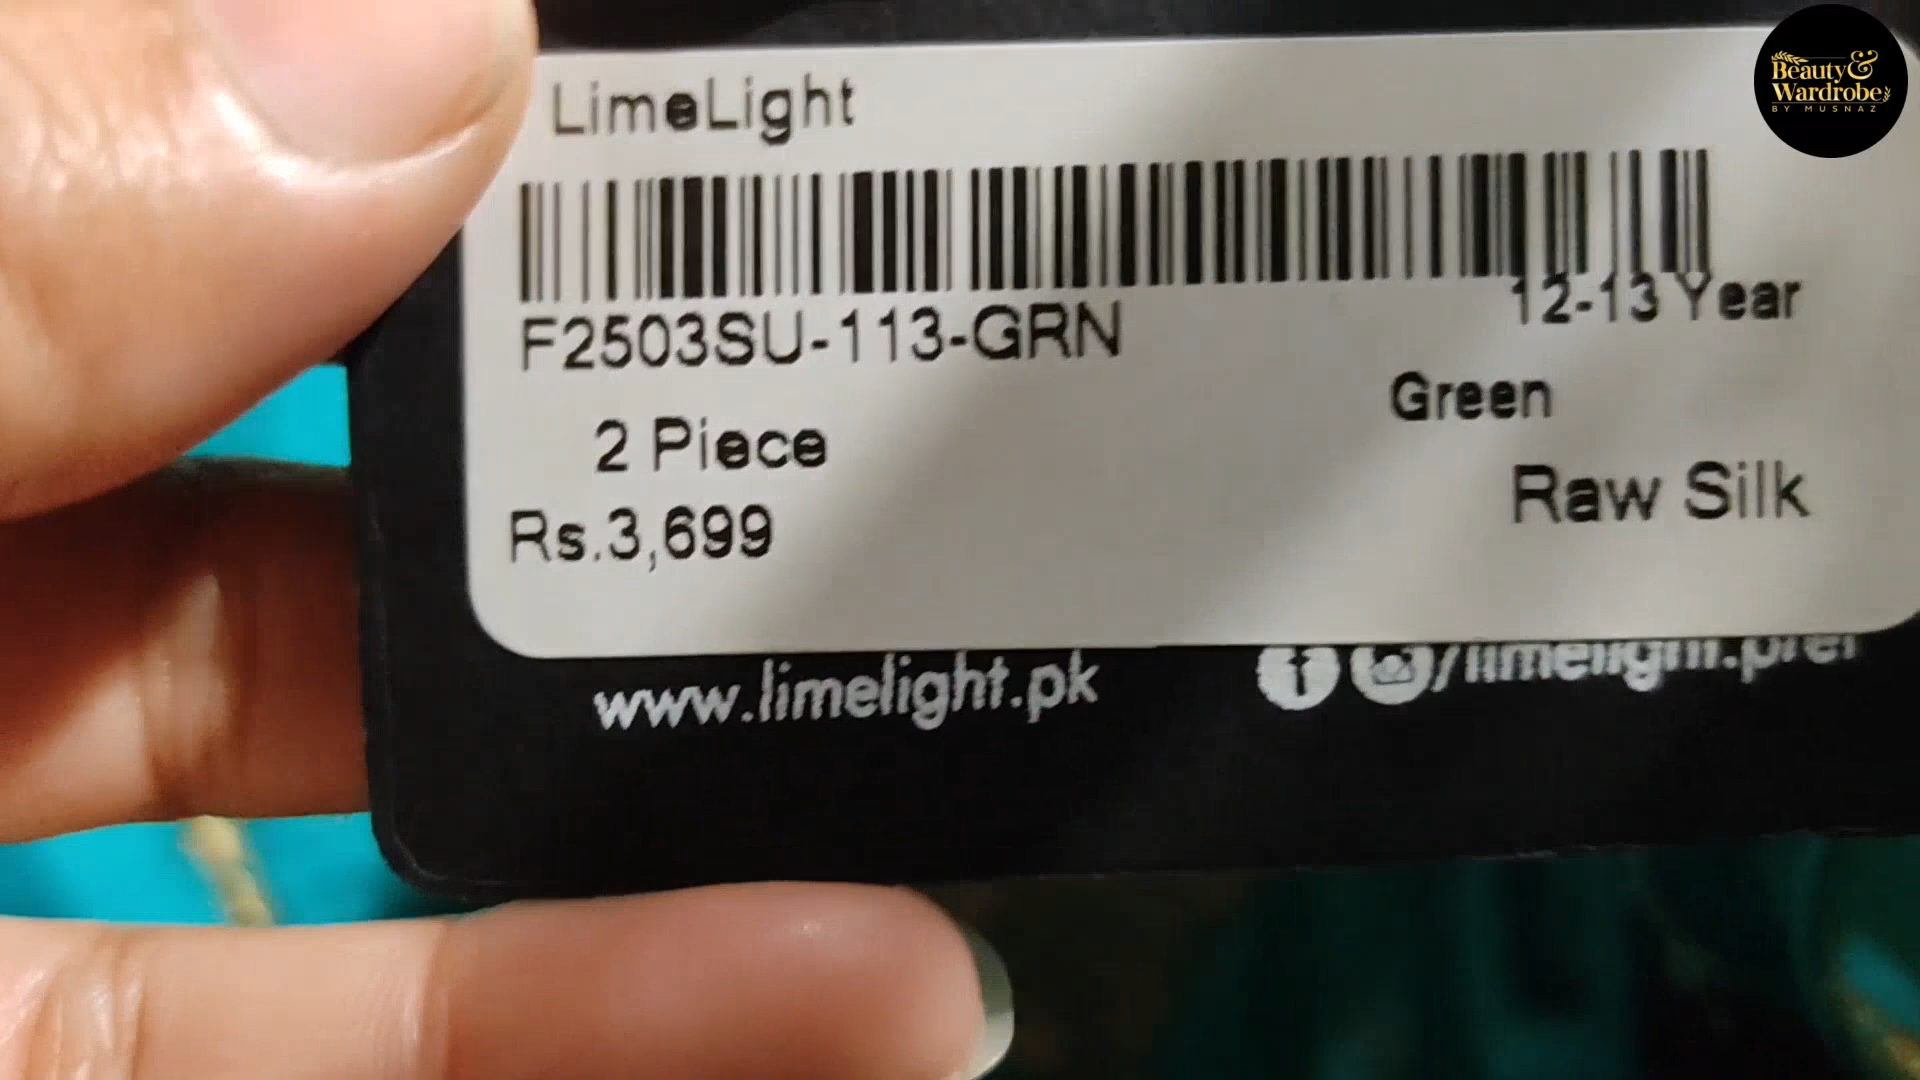 Beauty&
Wardrobe
BY MUSNAZ
LimeLight
F2503SU-113-GRN
12-13 Year
Green
2 Piece
Raw Silk
Rs.3,699
www.limelight.pk